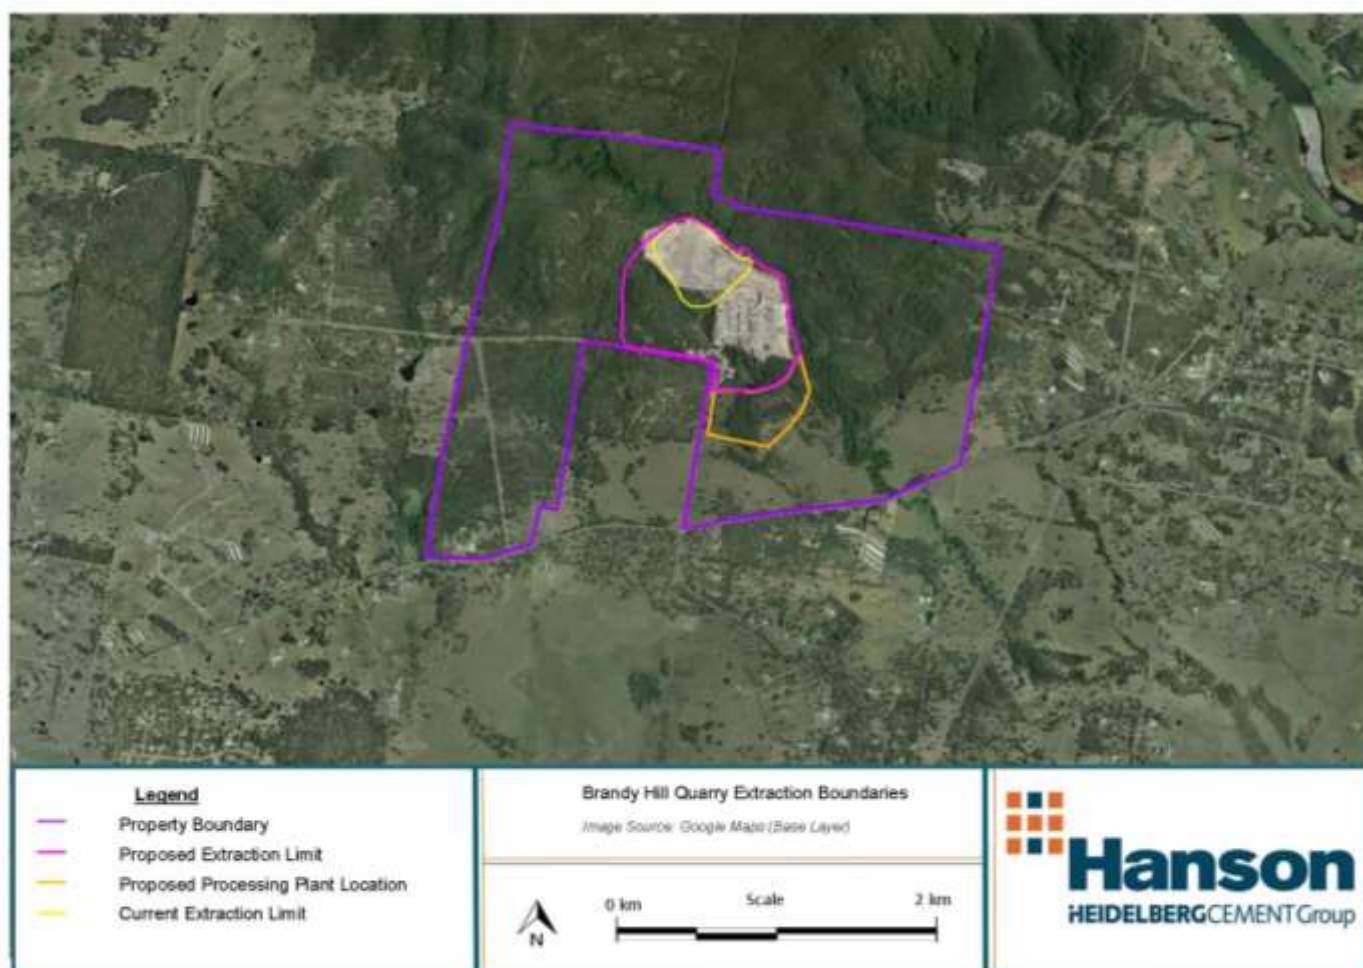 Legend
Property Boundary
Proposed Extraction Limit
Proposed Processing Plant Location
Current Extraction Limit
Brandy Hill Quarry Extraction Boundaries
Image Source: Google Maps (Base Layer)
N
0 km
Scale
2 km
Hanson
HEIDELBERGCEMENTGroup